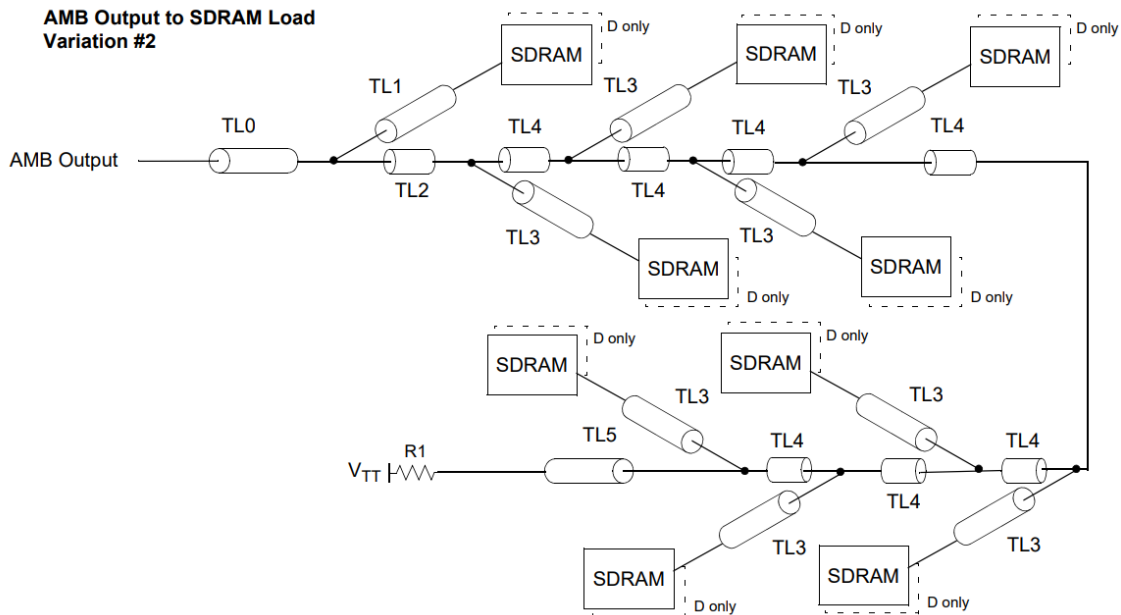 AMB Output to SDRAM Load
Variation #2
D only
D only
D only
SDRAM
SDRAM
SDRAM
TL1
TL3
TL3
TL0
TL4
TL4
TL4
AMB Output
TL2
TL4
TL3
TL3
SDRAM
SDRAM
D only
D only
D only
D only
SDRAM
SDRAM
TL3
TL3
TL5
TL4
TL4
R1
VTT
TL4
TL3
TL3
SDRAM
SDRAM
D only
D only